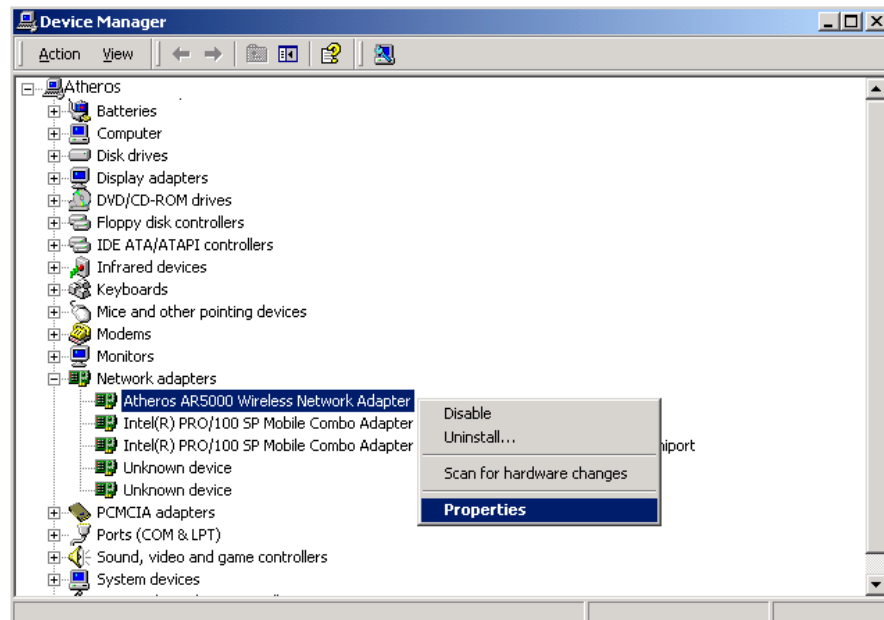 Device Manager
Action View
Atheros
Batteries
Computer
Disk drives
Display adapters
DVD/CD-ROM drives
Floppy disk controllers
IDE ATA/ATAPI controllers
Infrared devices
Keyboards
Mice and other pointing devices
Modems
Monitors
Network adapters
Atheros AR5000 Wireless Network Adapter
Intel(R) PRO/100 SP Mobile Combo Adapter
Intel(R) PRO/100 SP Mobile Combo Adapter niport
Unknown device
Unknown device
PCMCIA adapters
Ports (COM & LPT)
Sound, video and game controllers
System devices
Disable
Uninstall...
Scan for hardware changes
Properties